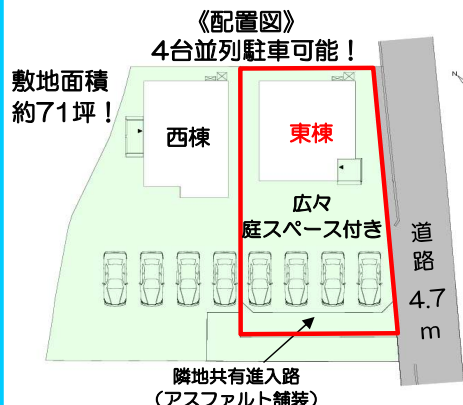 《配置図》
4台並列駐車可能！
敷地面積
約71坪！
西棟
東棟
広々
庭スペース付き
道路
4.7
m
隣地共有進入路
（アスファルト舗装）
N